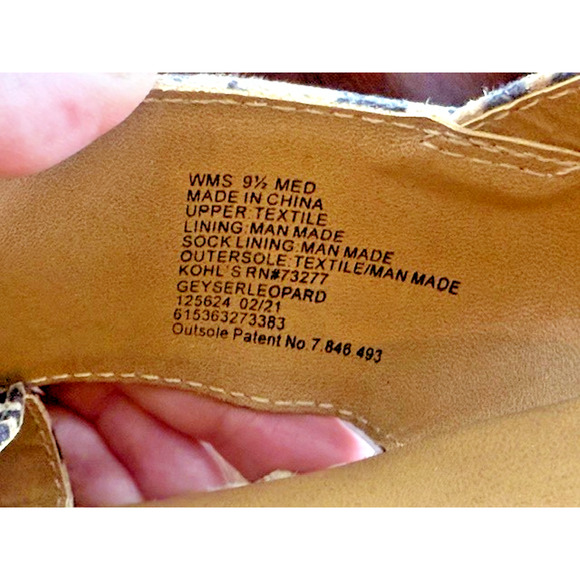 WMS 9½ MED
MADE IN CHINA
UPPER:TEXTILE
LINING:MAN MADE
SOCK LINING:MAN MADE
OUTERSOLE:TEXTILE/MAN MADE
KOHL'S RN#73277
GEYSERLEOPARD
125624 02/21
615363273383
Outsole Patent No.7.846.493